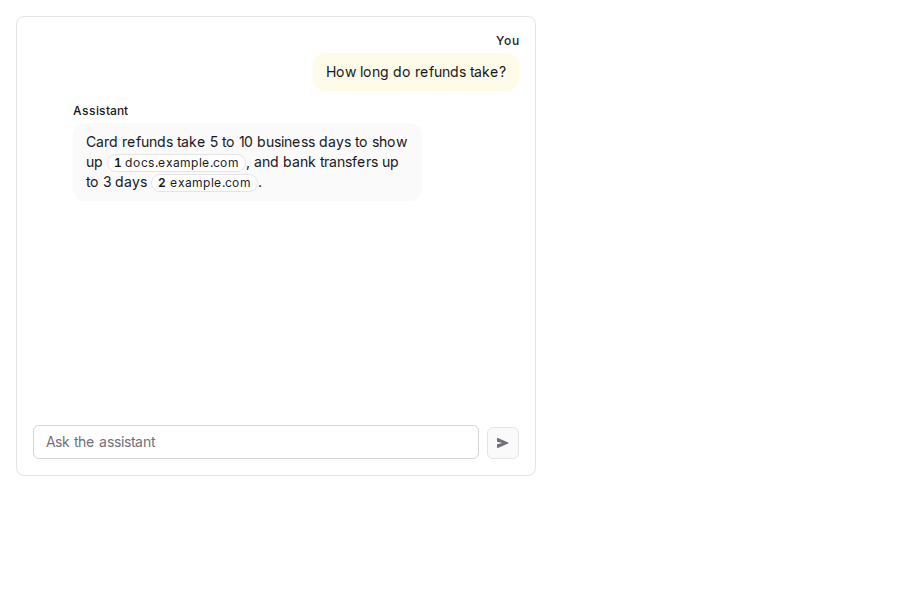 You
How long do refunds take?
Assistant
Card refunds take 5 to 10 business days to show
up 1 docs.example.com, and bank transfers up
to 3 days 2 example.com.
Ask the assistant